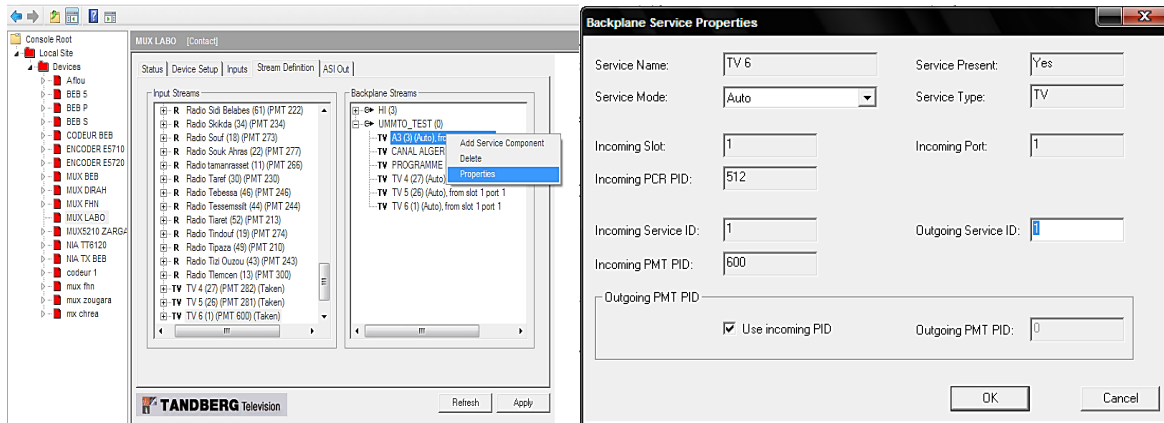 Console Root
Local Site
Devices
Aflou
BEB 5
BEB P
BEB S
CODEUR BEB
ENCODER E5710
ENCODER E5720
MUX BEB
MUX DIRAH
MUX FHN
MUX LABO
MUX5210 ZARGA
NIA TT6120
NIA TX BEB
codeur 1
mux fhn
mux zougara
mx chrea
MUX LABO [Contact]
Status Device Setup Inputs Stream Definition ASI Out
Input Streams
R Radio Sidi Belabes (61) (PMT 222)
R Radio Skikda (34) (PMT 234)
R Radio Souf (18) (PMT 273)
R Radio Souk Ahras (22) (PMT 277)
R Radio tamanrasset (11) (PMT 266)
R Radio Taref (30) (PMT 230)
R Radio Tebessa (46) (PMT 246)
R Radio Tessemssilt (44) (PMT 244)
R Radio Tiaret (52) (PMT 213)
R Radio Tindouf (19) (PMT 274)
R Radio Tipaza (49) (PMT 210)
R Radio Tizi Ouzou (43) (PMT 243)
R Radio Tlemcen (13) (PMT 300)
TV TV 4 (27) (PMT 282) (Taken)
TV TV 5 (26) (PMT 281) (Taken)
TV TV 6 (1) (PMT 600) (Taken)
Backplane Streams
HI (3)
UMMTO_TEST (0)
TV A3 (3) (Auto), fro
TV CANAL ALGER
TV PROGRAMME
TV TV 4 (27) (Auto)
TV TV 5 (26) (Auto), from slot 1 port 1
TV TV 6 (1) (Auto), from slot 1 port 1
Add Service Component
Delete
Properties
TANDBERG Television
Refresh Apply
Backplane Service Properties
Service Name: TV 6 Service Present: Yes
Service Mode: Auto Service Type: TV
Incoming Slot: 1 Incoming Port: 1
Incoming PCR PID: 512
Incoming Service ID: 1 Outgoing Service ID: 1
Incoming PMT PID: 600
Outgoing PMT PID
Use incoming PID Outgoing PMT PID: 0
OK Cancel